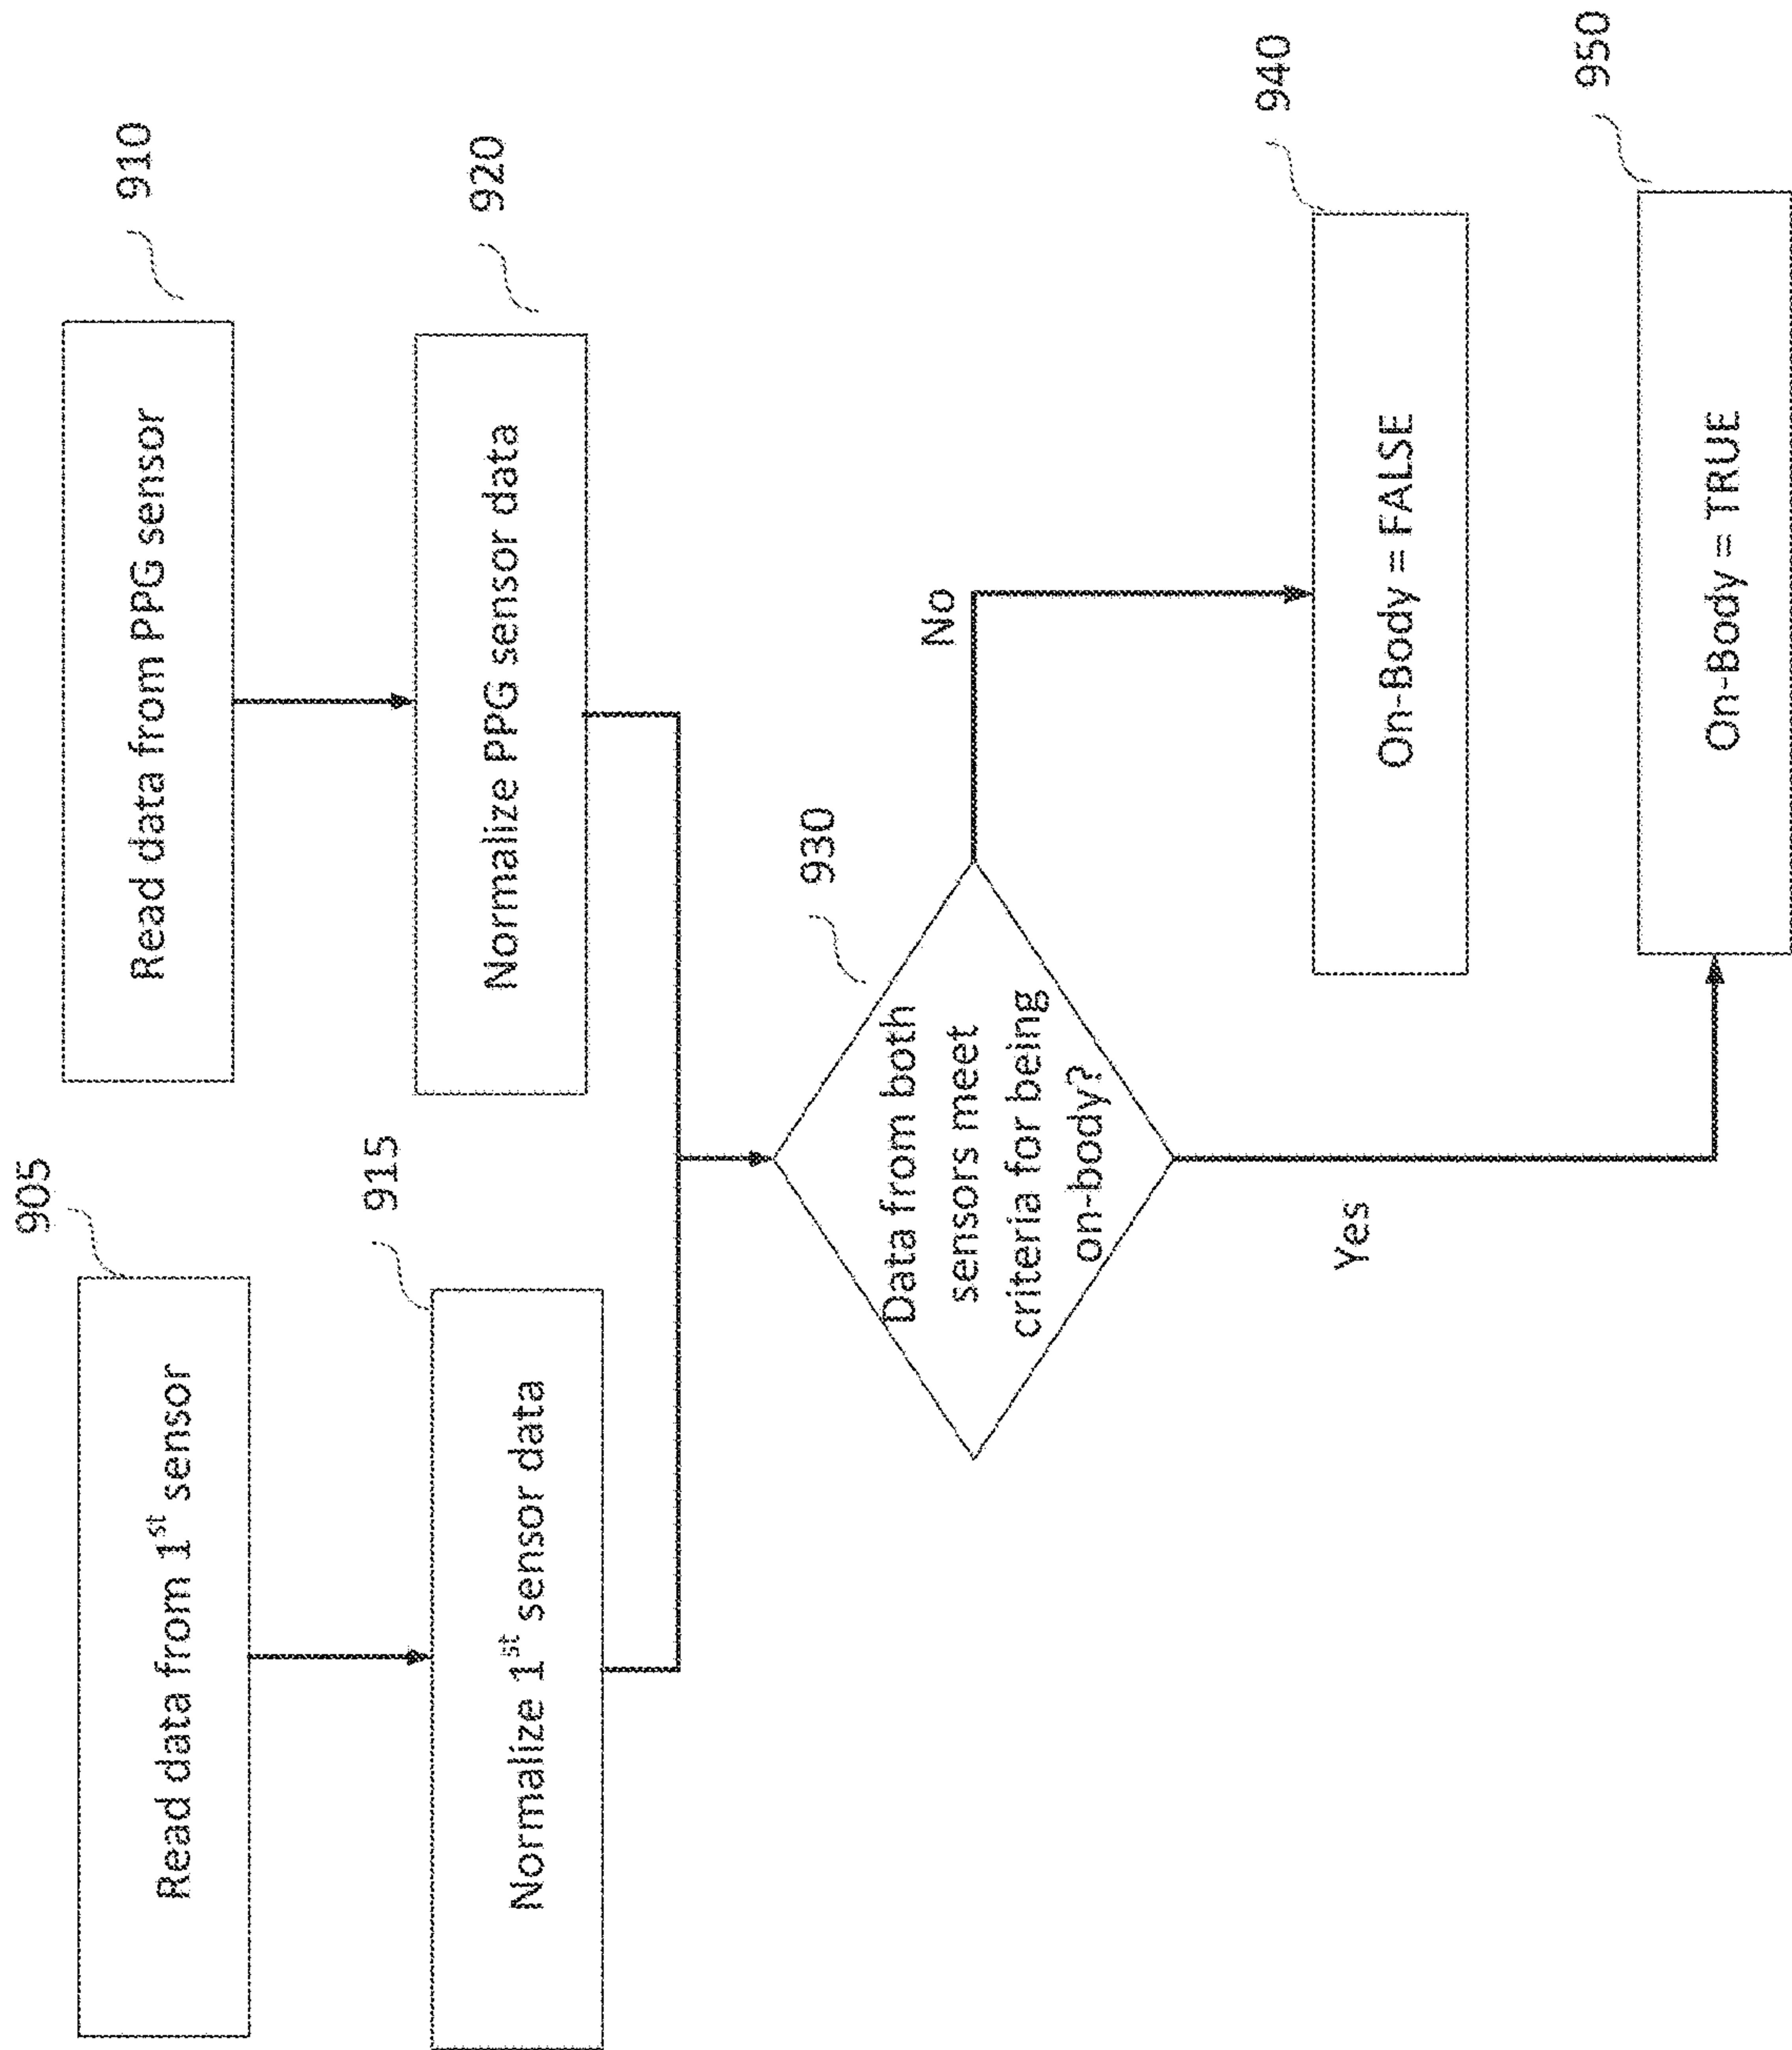 905
Read data from 1st sensor
910
Read data from PPG sensor
915
Normalize 1st sensor data
920
Normalize PPG sensor data
930
Data from both
sensors meet
criteria for being
on-body?
No
Yes
940
On-Body = FALSE
950
On-Body = TRUE